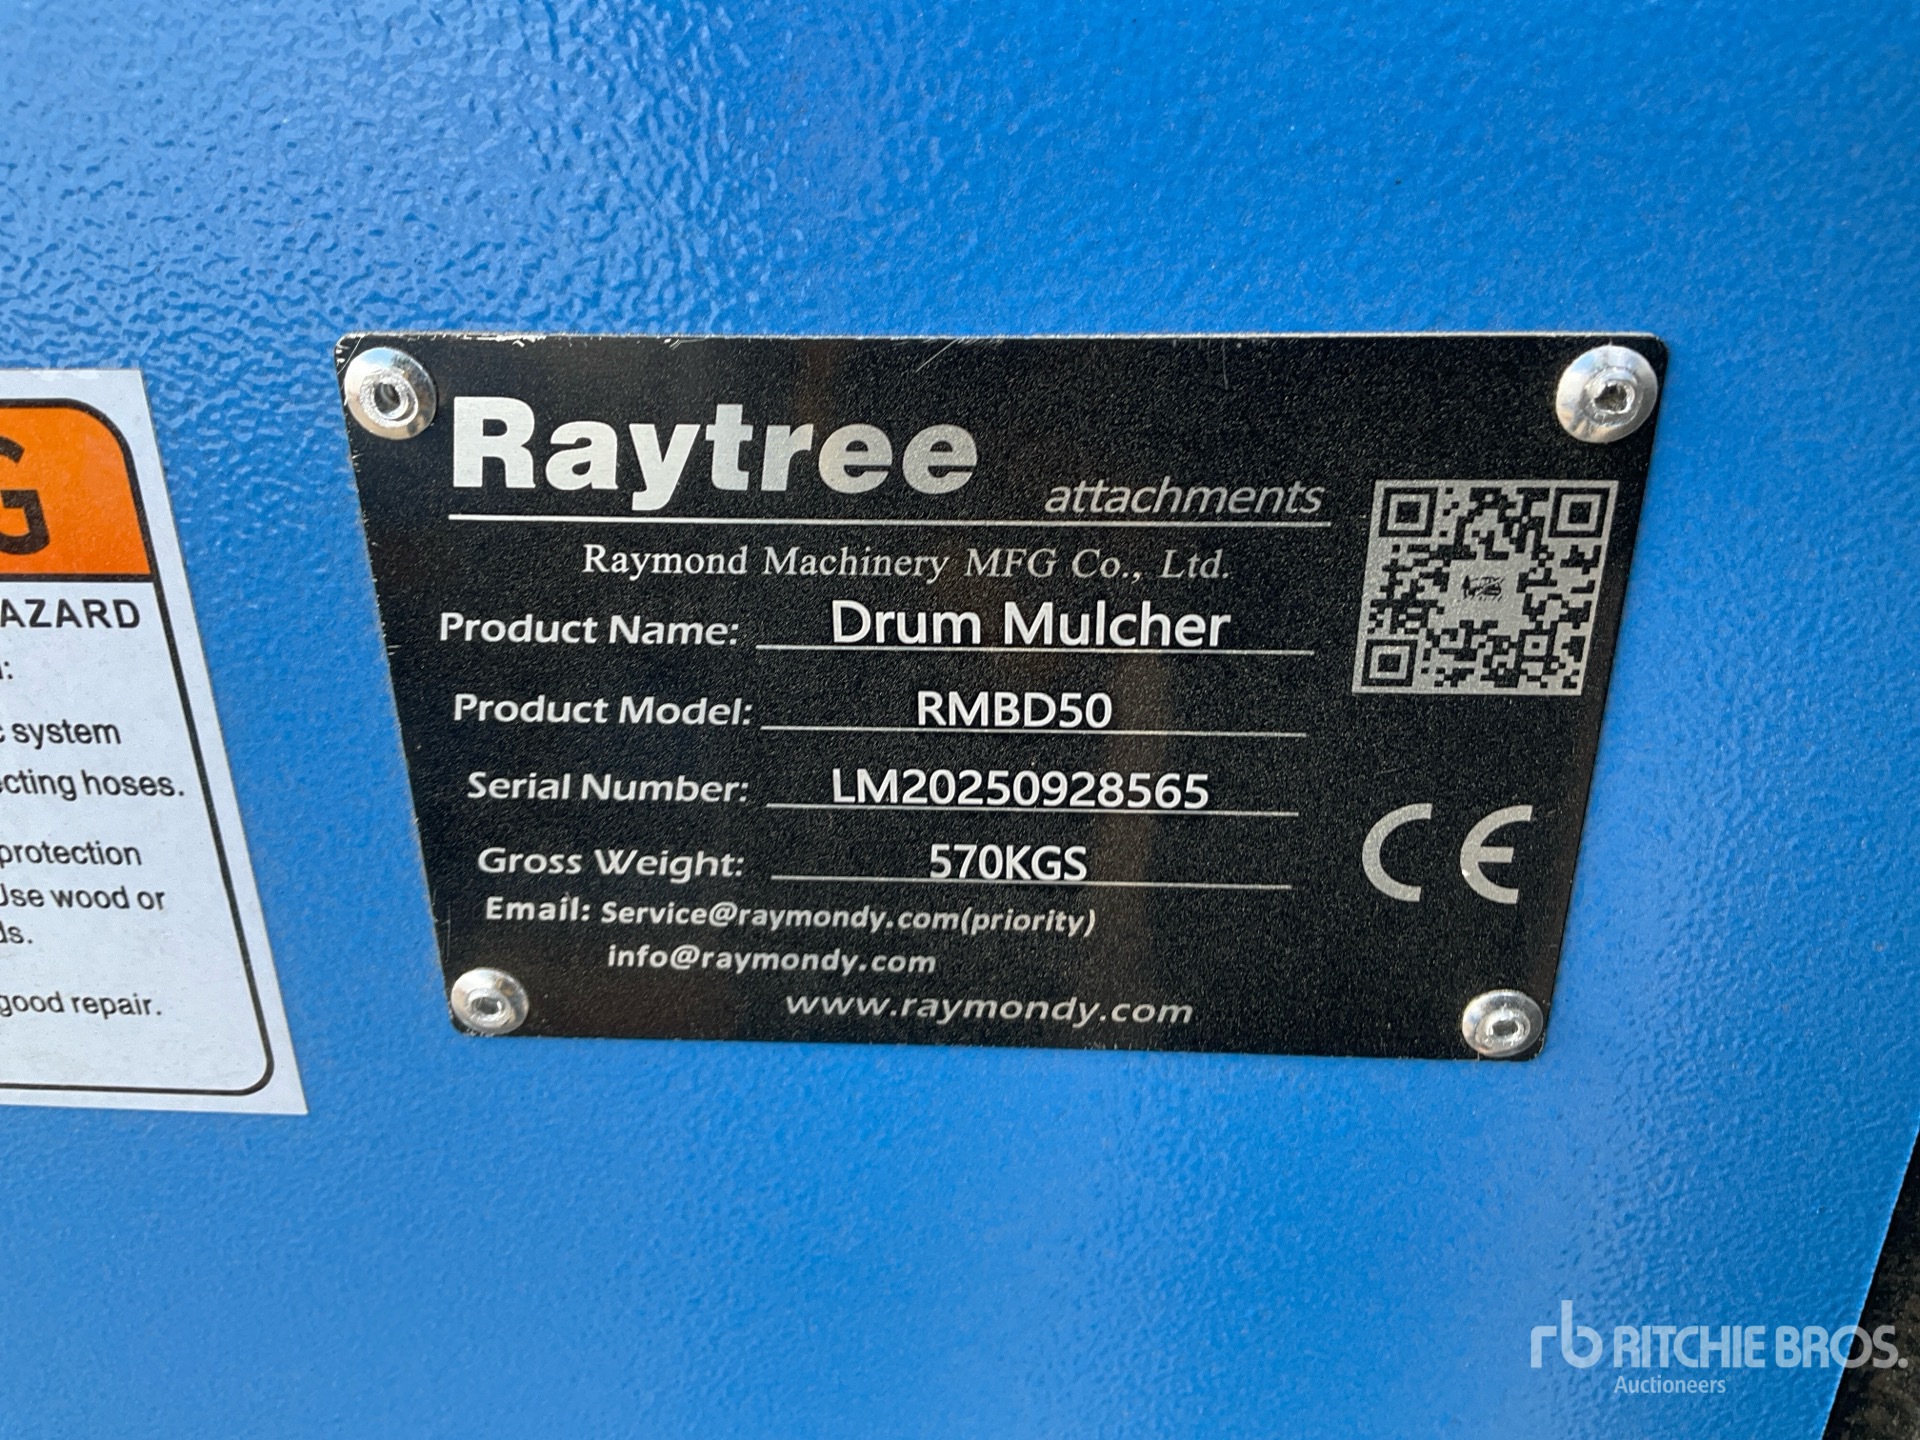 Raytree
attachments
Raymond Machinery MFG Co., Ltd.
Product Name: Drum Mulcher
Product Model: RMBD50
Serial Number: LM20250928565
Gross Weight: 570KGS
Email: Service@raymondy.com(priority)
info@raymondy.com
www.raymondy.com
CE
G
AZARD
:
system
cting hoses.
protection
Use wood or
ds.
good repair.
rb RITCHIE BROS.
Auctioneers